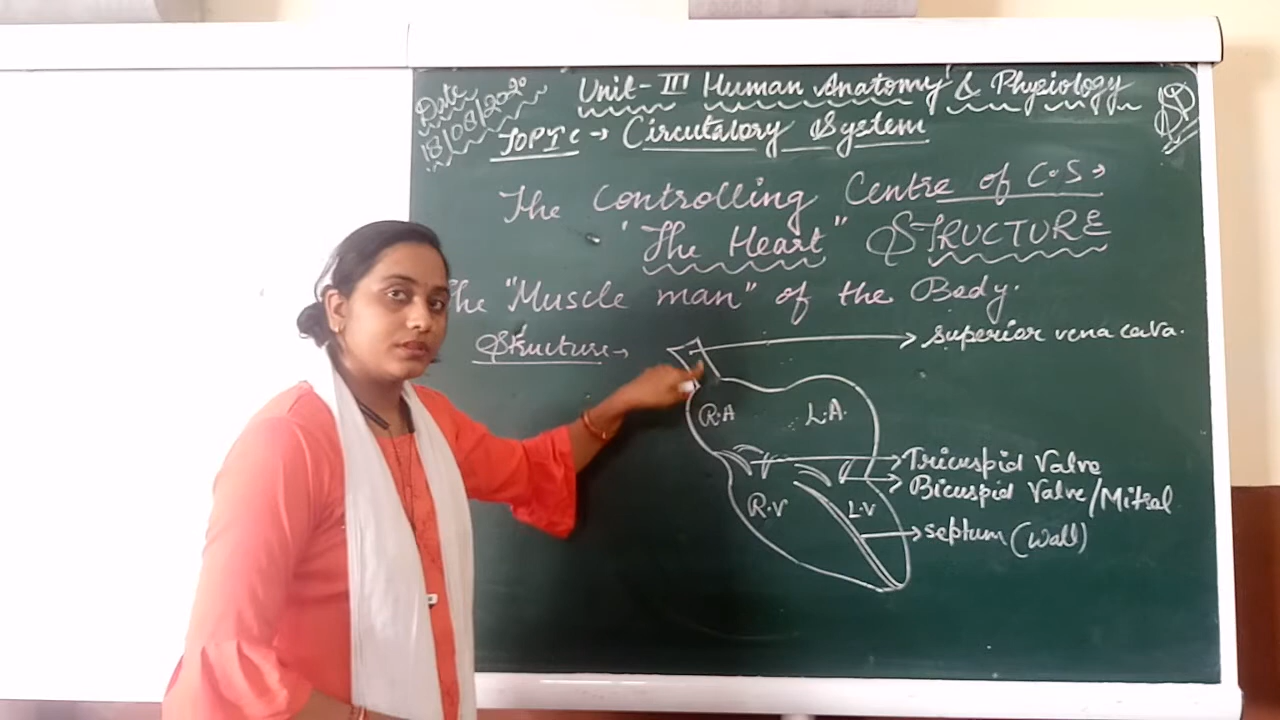 Date
18/08/2020
Unit-III Human Anatomy & Physiology
TOPIC → Circutatory System
The Controlling Centre of C.S→
'The Heart" STRUCTURE
The "Muscle man" of the Body.
Structure→
superior vena cava.
R.A L.A.
Tricuspid Valve
Bicuspid Valve/Mitral
R.V L.V
septum (wall)